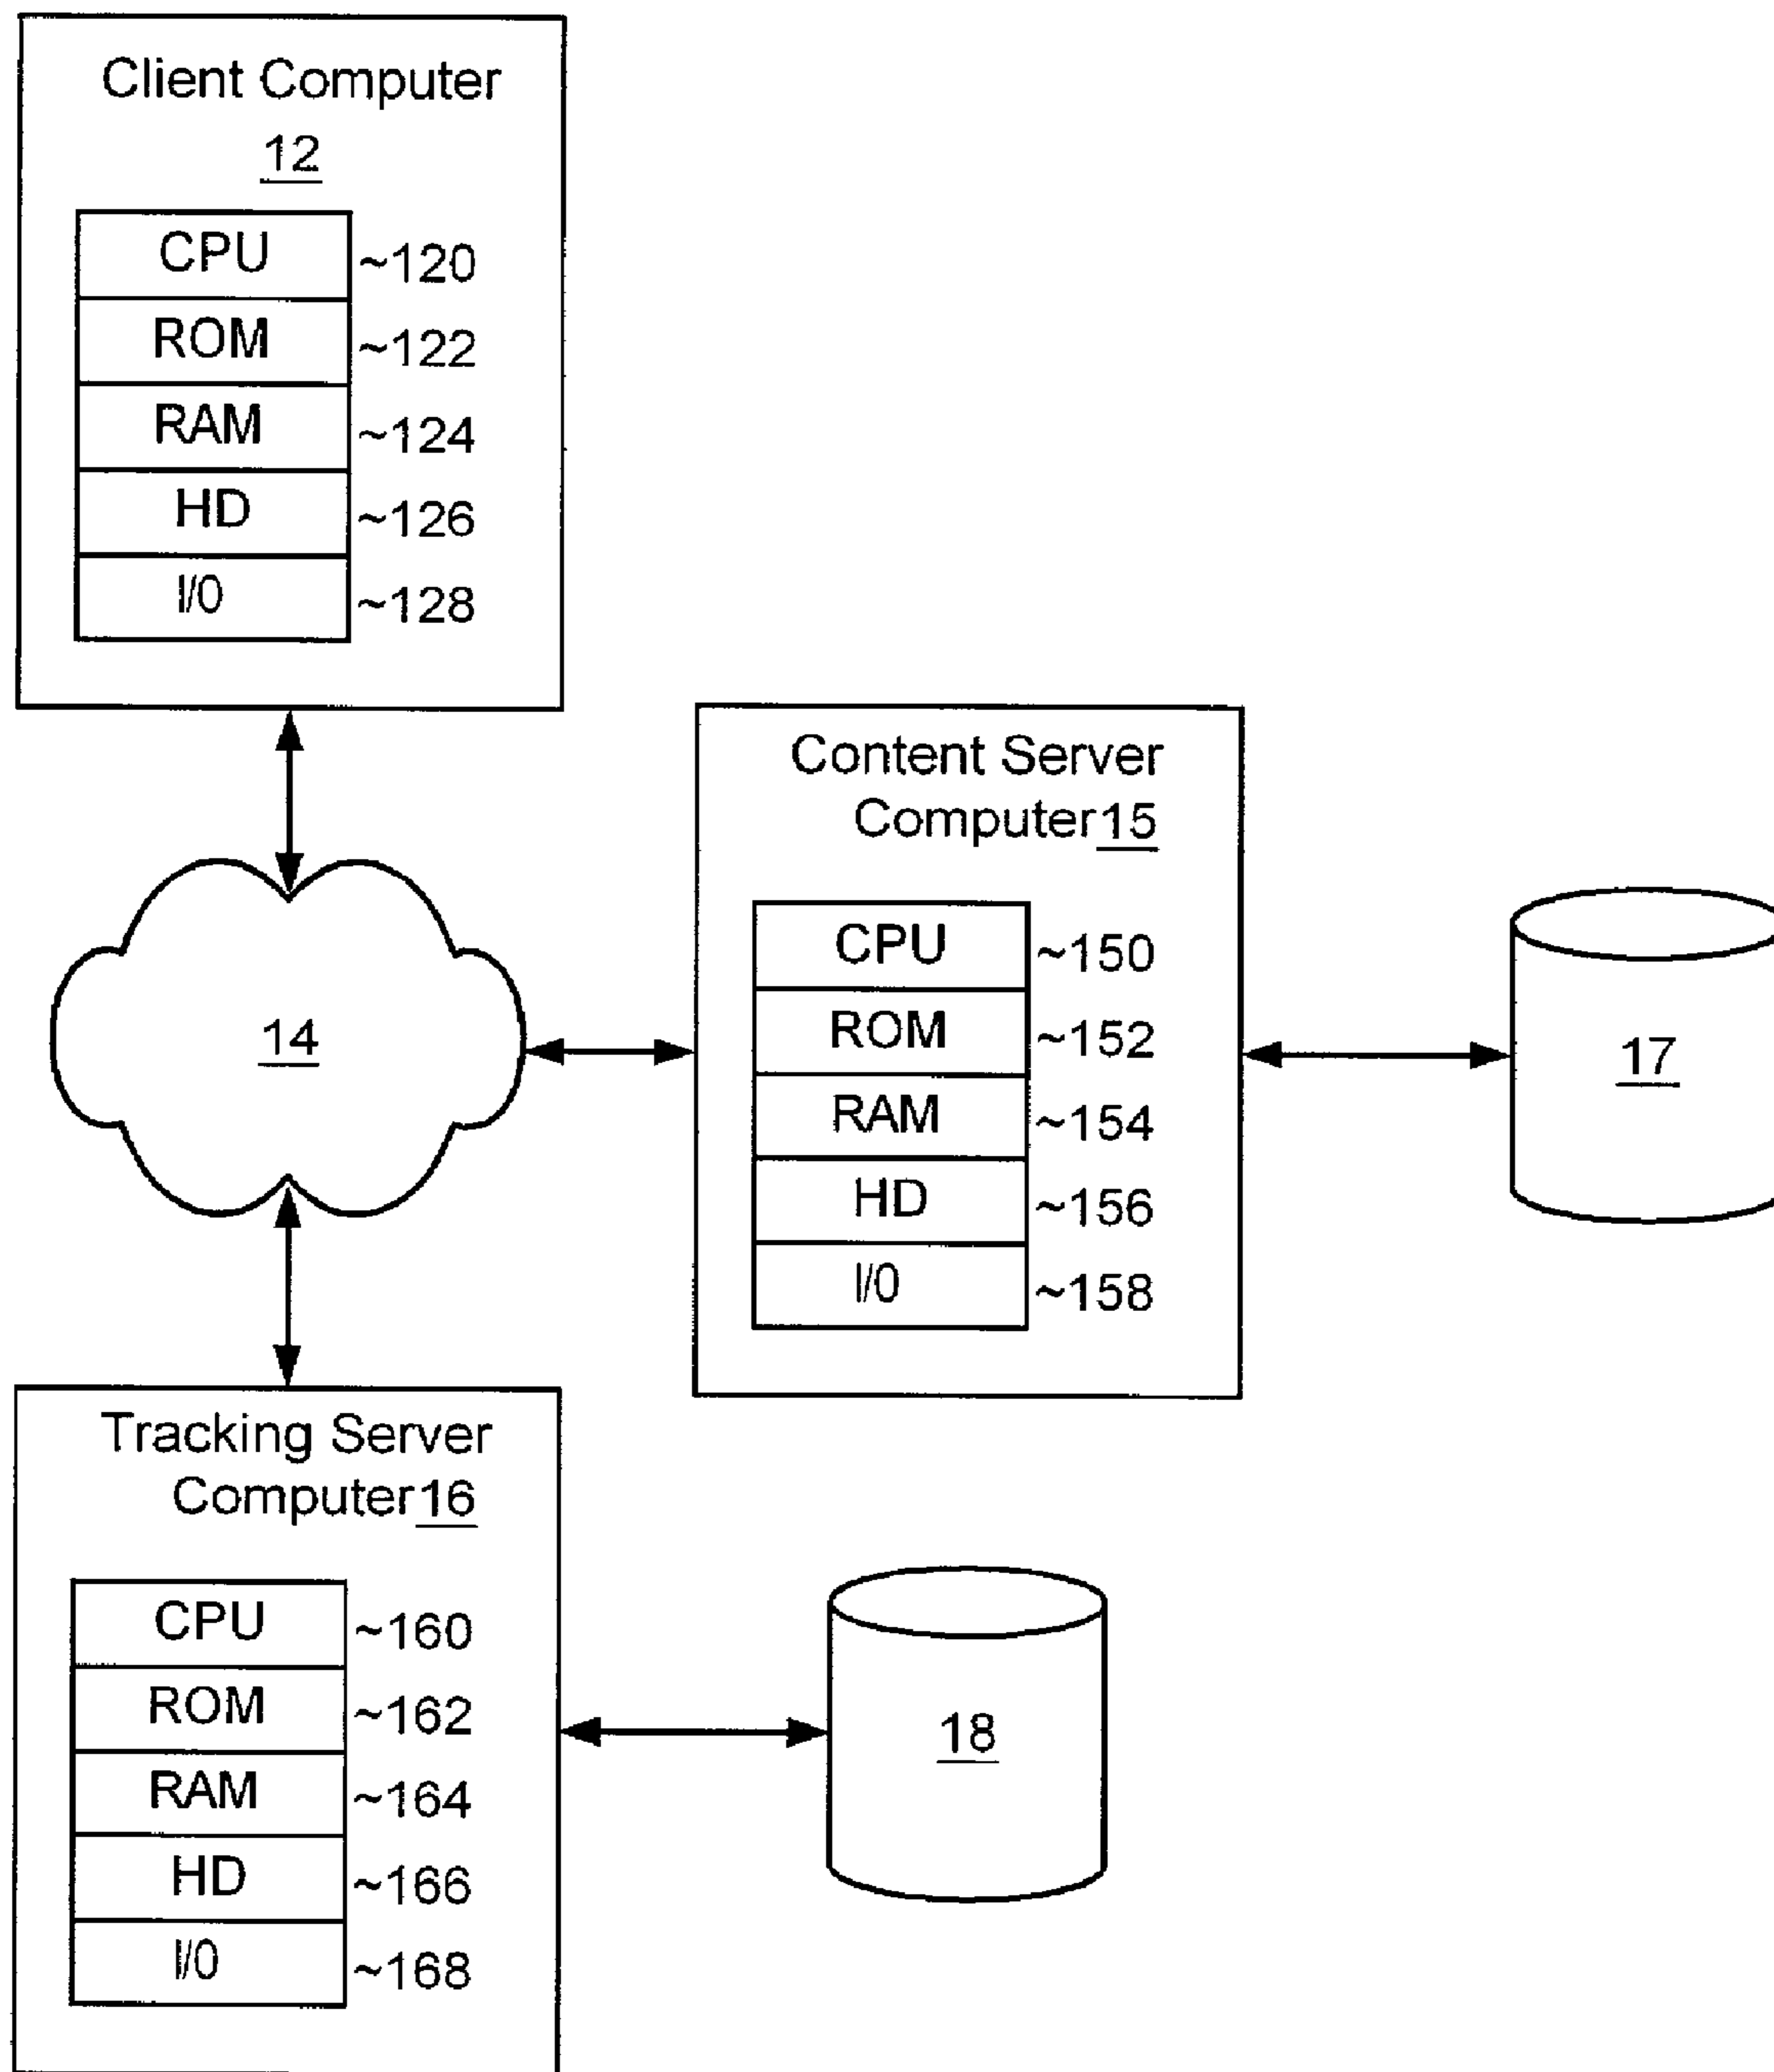 Client Computer
12
CPU ~120
ROM ~122
RAM ~124
HD ~126
I/0 ~128
Content Server
Computer 15
CPU ~150
ROM ~152
RAM ~154
HD ~156
I/0 ~158
14
17
Tracking Server
Computer 16
CPU ~160
ROM ~162
RAM ~164
HD ~166
I/0 ~168
18